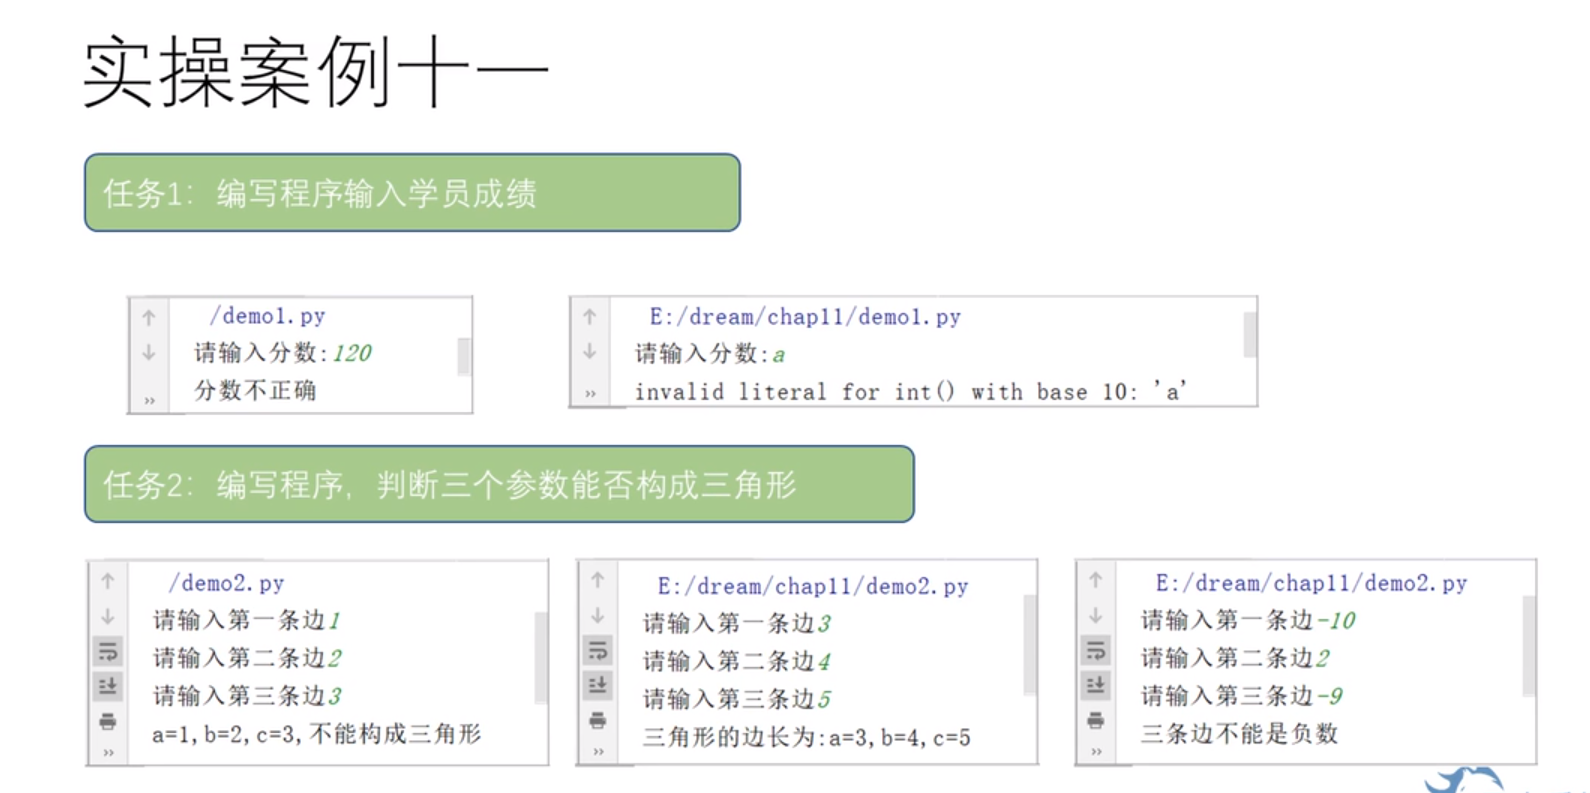 实操案例十一
任务1：编写程序输入学员成绩
/demo1.py
请输入分数:120
分数不正确
E:/dream/chap11/demo1.py
请输入分数:a
invalid literal for int() with base 10: 'a'
任务2：编写程序，判断三个参数能否构成三角形
/demo2.py
请输入第一条边1
请输入第二条边2
请输入第三条边3
a=1,b=2,c=3,不能构成三角形
E:/dream/chap11/demo2.py
请输入第一条边3
请输入第二条边4
请输入第三条边5
三角形的边长为:a=3,b=4,c=5
E:/dream/chap11/demo2.py
请输入第一条边-10
请输入第二条边2
请输入第三条边-9
三条边不能是负数